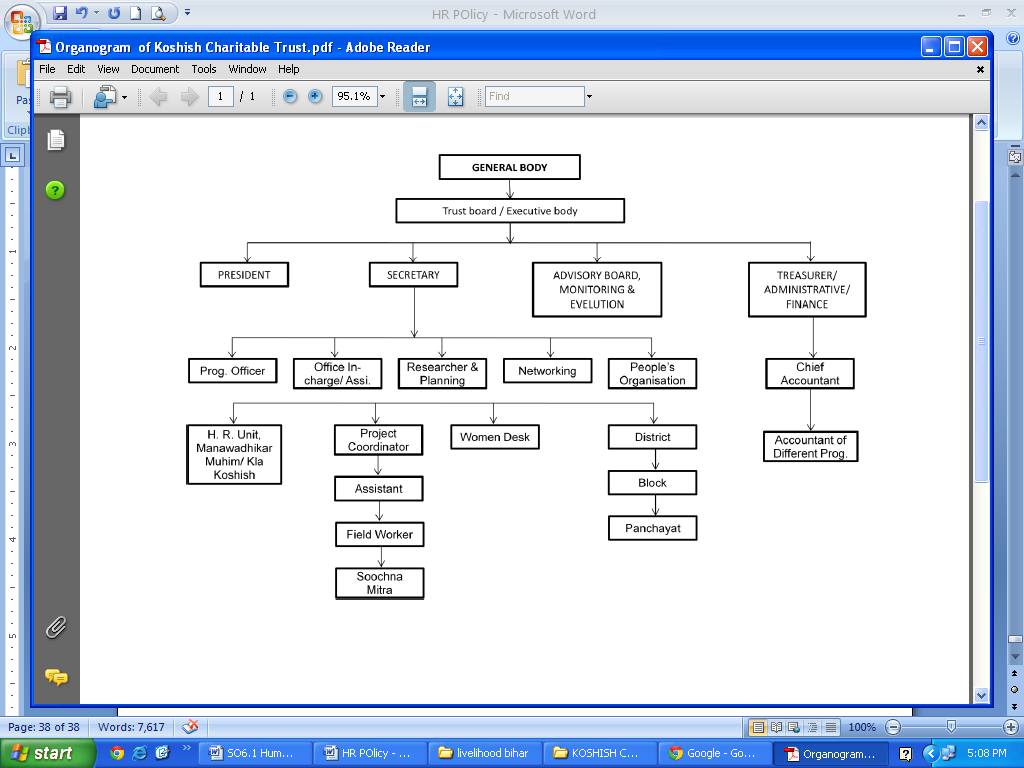 HR POlicy - Microsoft Word
Organogram of Koshish Charitable Trust.pdf - Adobe Reader
File Edit View Document Tools Window Help
1 / 1 95.1% Find
GENERAL BODY
Trust board / Executive body
PRESIDENT
SECRETARY
ADVISORY BOARD,
MONITORING &
EVELUTION
TREASURER/
ADMINISTRATIVE/
FINANCE
Prog. Officer
Office In-
charge/ Assi.
Researcher &
Planning
Networking
People's
Organisation
Chief
Accountant
H. R. Unit,
Manawadhikar
Muhim/ Kla
Koshish
Project
Coordinator
Women Desk
District
Accountant of
Different Prog.
Assistant
Block
Field Worker
Panchayat
Soochna
Mitra
Page: 38 of 38 Words: 7,617 100%
start SO6.1 Hum... HR POlicy - ... livelihood bihar KOSHISH C... Google - Go... Organogram... 5:08 PM